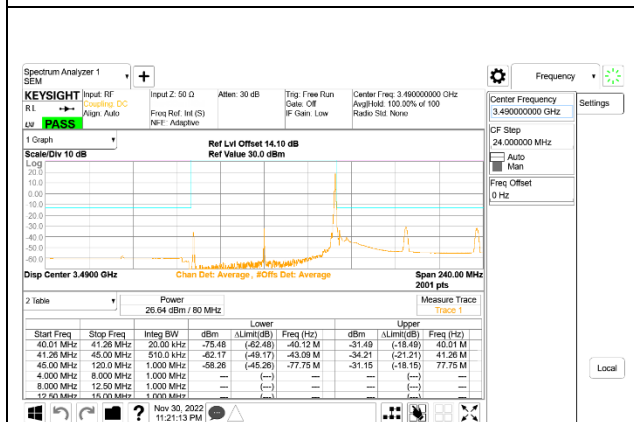 Spectrum Analyzer 1
SEM
Frequency
KEYSIGHT
Input: RF
Coupling: DC
Align: Auto
Input Z: 50 Ω
Freq Ref: Int (S)
NFE: Adaptive
Atten: 30 dB
Trig: Free Run
Gate: Off
IF Gain: Low
Center Freq: 3.490000000 GHz
Avg|Hold: 100.00% of 100
Radio Std: None
RL
PASS
Center Frequency
3.490000000 GHz
Settings
CF Step
24.000000 MHz
Auto
Man
Freq Offset
0 Hz
1 Graph
Scale/Div 10 dB
Ref Lvl Offset 14.10 dB
Ref Value 30.0 dBm
Log
20.0
10.0
0.00
-10.0
-20.0
-30.0
-40.0
-50.0
-60.0
Disp Center 3.4900 GHz
Chan Det: Average , #Offs Det: Average
Span 240.00 MHz
2001 pts
2 Table
Power
26.64 dBm / 80 MHz
Measure Trace
Trace 1
Lower Upper
Start Freq Stop Freq Integ BW dBm ΔLimit(dB) Freq (Hz) dBm ΔLimit(dB) Freq (Hz)
40.01 MHz 41.26 MHz 20.00 kHz -75.48 (-62.48) -40.12 M -31.49 (-18.49) 40.01 M
41.26 MHz 45.00 MHz 510.0 kHz -62.17 (-49.17) -43.09 M -34.21 (-21.21) 41.26 M
45.00 MHz 120.0 MHz 1.000 MHz -58.26 (-45.26) -77.75 M -31.15 (-18.15) 77.75 M
4.000 MHz 8.000 MHz 1.000 MHz --- (---) --- --- (---) ---
8.000 MHz 12.50 MHz 1.000 MHz --- (---) --- --- (---) ---
12.50 MHz 15.00 MHz 1.000 MHz --- (---) --- --- (---) ---
Local
?
Nov 30, 2022
11:21:13 PM